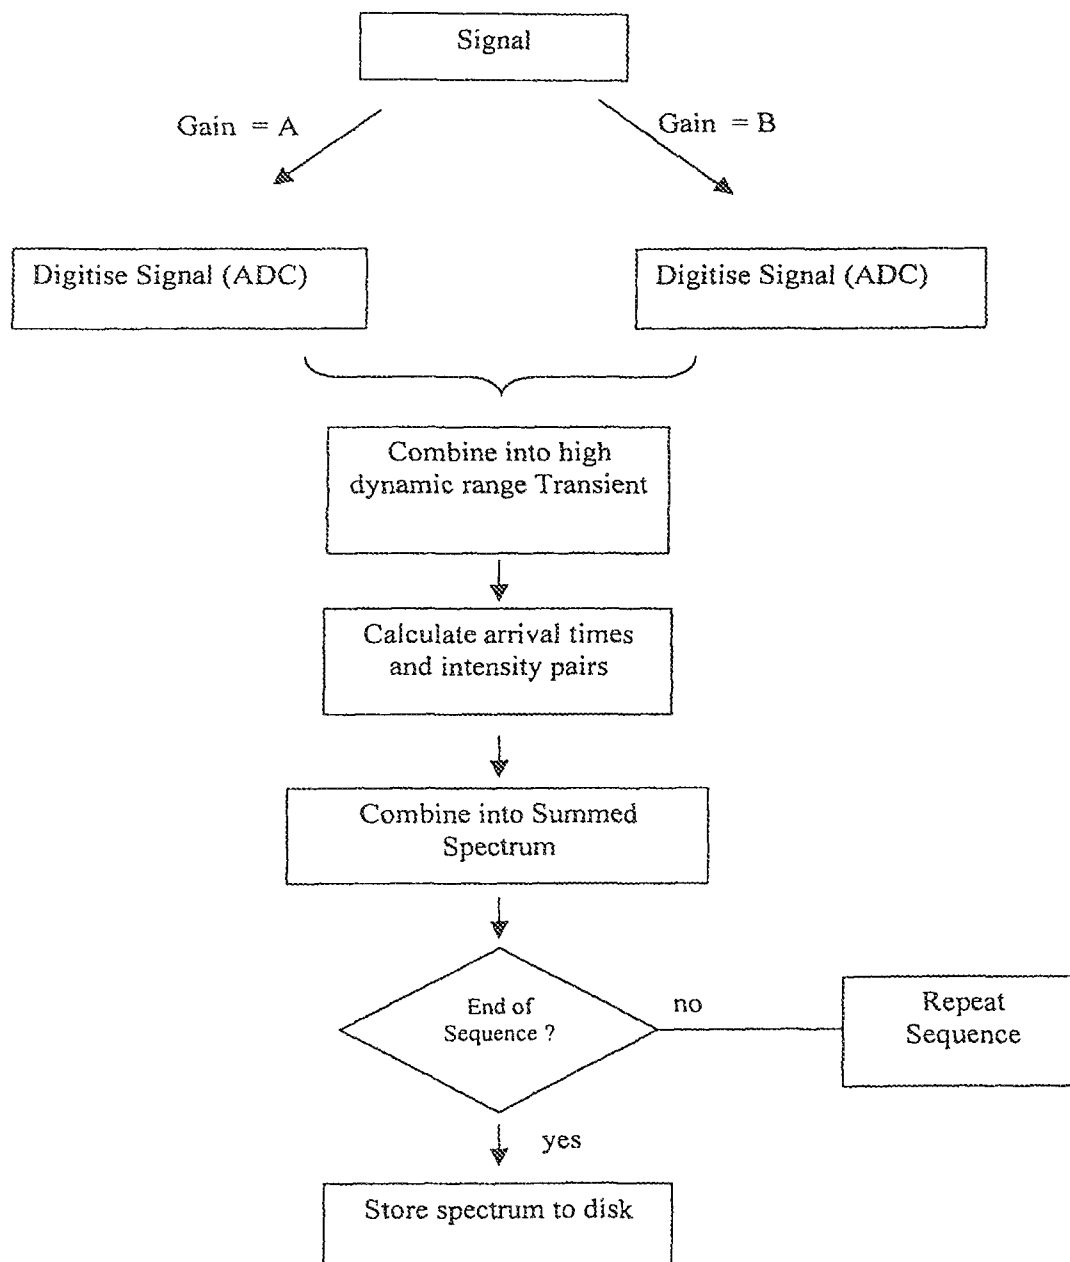 Signal
Gain = A
Gain = B
Digitise Signal (ADC)
Digitise Signal (ADC)
Combine into high
dynamic range Transient
Calculate arrival times
and intensity pairs
Combine into Summed
Spectrum
End of
Sequence ?
no
Repeat
Sequence
yes
Store spectrum to disk